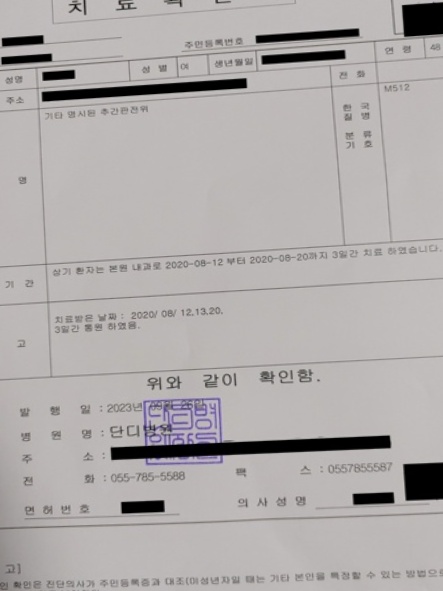 치 료 확
주민등록번호
성명 성 별 여 생년월일 연 령 48
주소 전 화
명 기타 명시된 추간판전위 한 국 질 병 분 류 기 호 M512
기 간 상기 환자는 본원 내과로 2020-08-12 부터 2020-08-20까지 3일간 치료 하였습니다.
고 치료받은 날짜 : 2020/ 08/ 12,13,20.
3일간 통원 하였음.
위와 같이 확인함.
발 행 일 : 2023년
병 원 명 : 단디병원
주 소 :
전 화 : 055-785-5588 팩 스 : 0557855587
면 허 번 호 의 사 성 명
고]
확인은 진단의사가 주민등록증과 대조(미성년자일 때는 기타 본인을 특정할 수 있는 방법으로